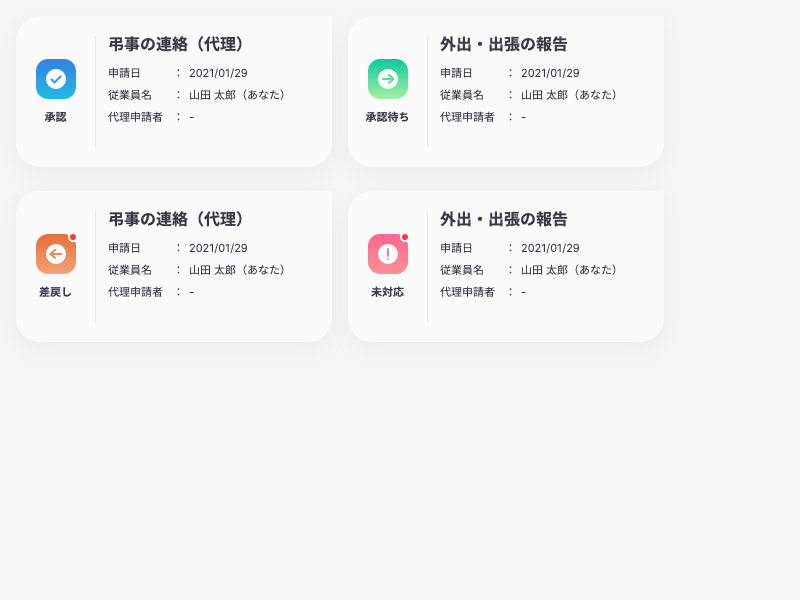 弔事の連絡（代理）
申請日 ： 2021/01/29
従業員名 ： 山田 太郎（あなた）
代理申請者 ： -
承認
外出・出張の報告
申請日 ： 2021/01/29
従業員名 ： 山田 太郎（あなた）
代理申請者 ： -
承認待ち
弔事の連絡（代理）
申請日 ： 2021/01/29
従業員名 ： 山田 太郎（あなた）
代理申請者 ： -
差戻し
外出・出張の報告
申請日 ： 2021/01/29
従業員名 ： 山田 太郎（あなた）
代理申請者 ： -
未対応